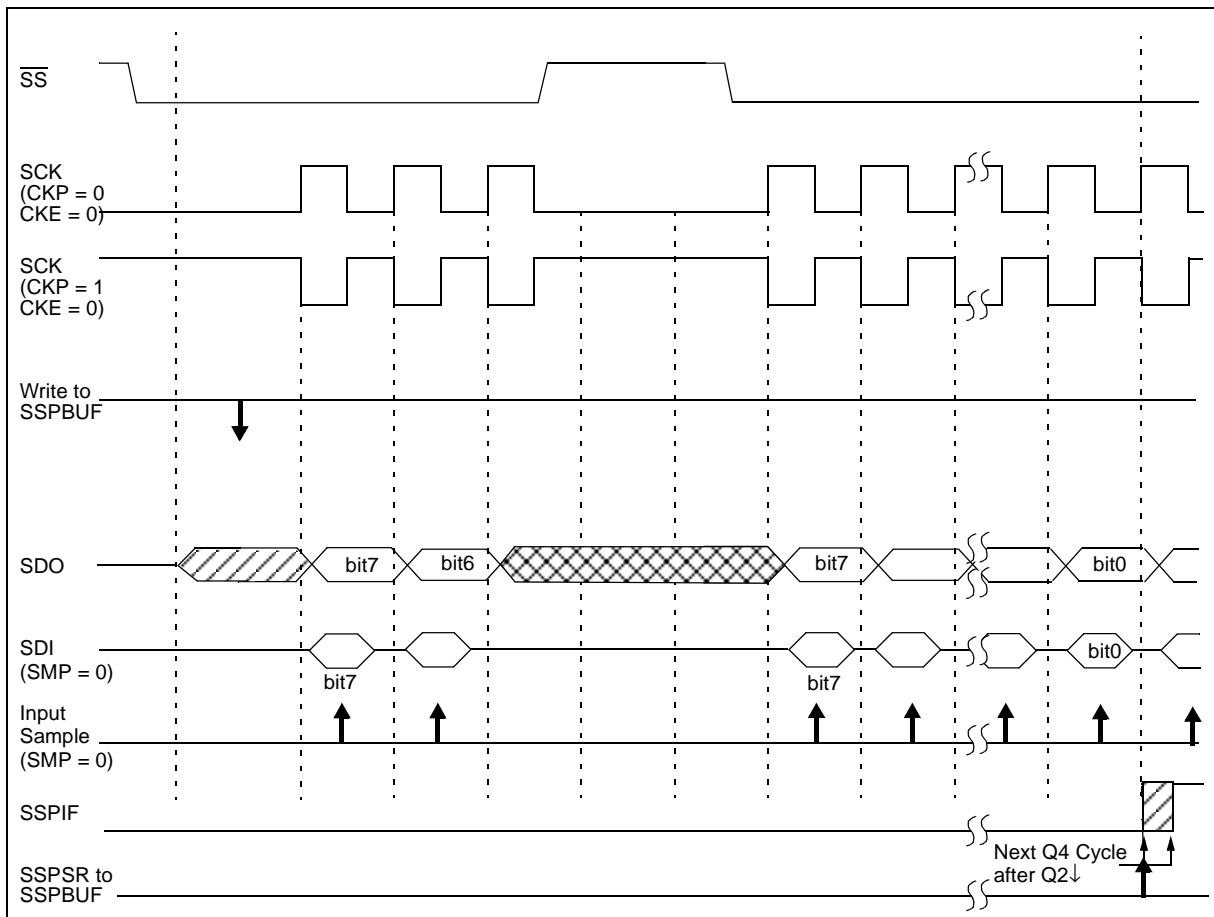 SS
SCK
(CKP = 0
CKE = 0)
SCK
(CKP = 1
CKE = 0)
Write to
SSPBUF
SDO
bit7
bit6
bit7
bit0
SDI
(SMP = 0)
bit7
bit7
bit0
Input
Sample
(SMP = 0)
SSPIF
Next Q4 Cycle
after Q2↓
SSPSR to
SSPBUF